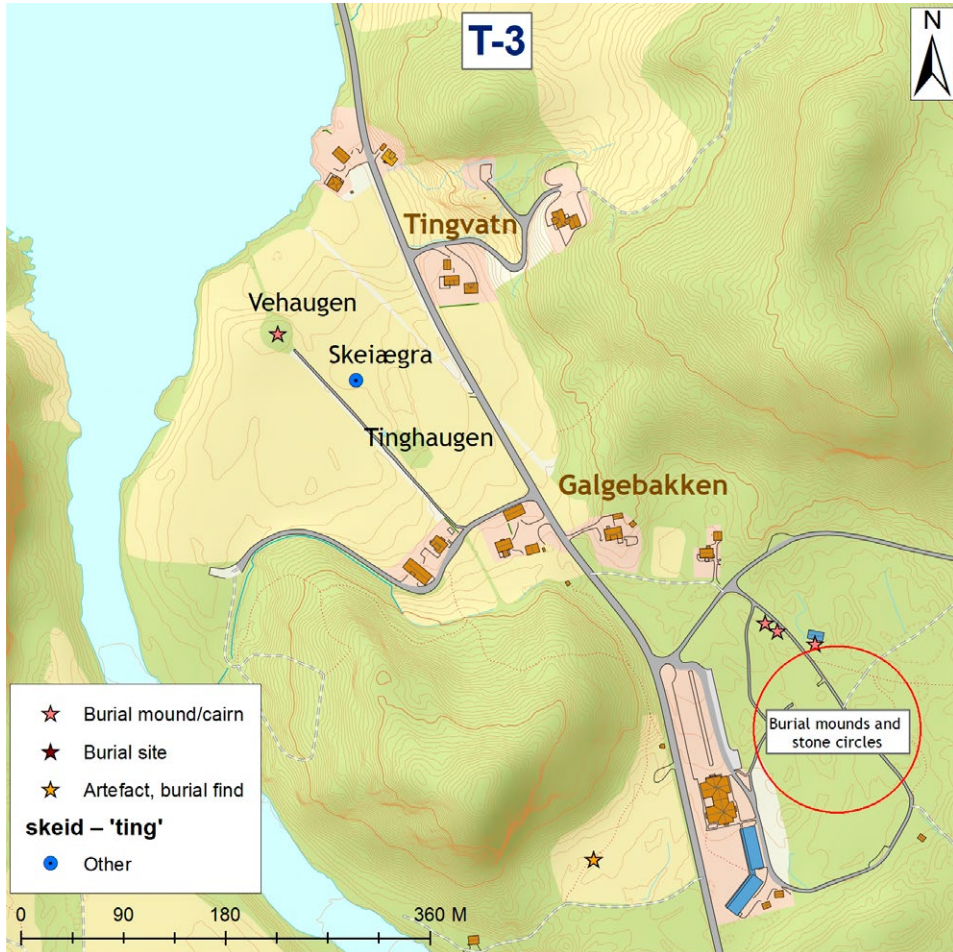 T-3
N
Tingvatn
Vehaugen
Skeiægra
Tinghaugen
Galgebakken
Burial mounds and
stone circles
Burial mound/cairn
Burial site
Artefact, burial find
skeid – 'ting'
Other
0 90 180 360 M